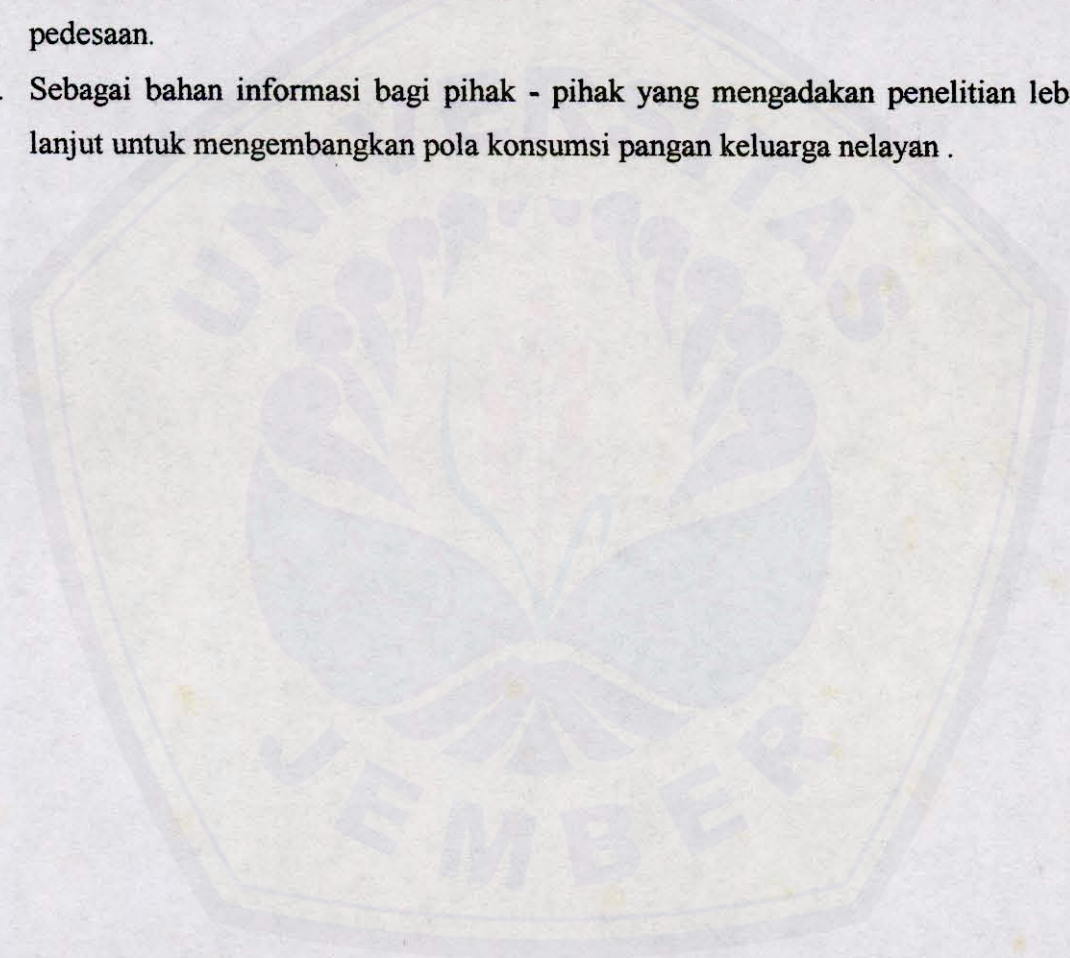 pedesaan.
. Sebagai bahan informasi bagi pihak - pihak yang mengadakan penelitian leb
lanjut untuk mengembangkan pola konsumsi pangan keluarga nelayan .
UNIVERSITAS
JEMBER